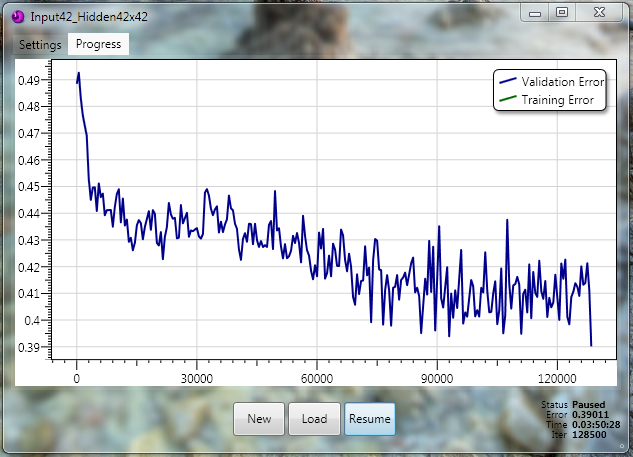 Input42_Hidden42x42
Settings Progress
Validation Error
Training Error
0.49
0.48
0.47
0.46
0.45
0.44
0.43
0.42
0.41
0.4
0.39
0 30000 60000 90000 120000
New Load Resume
Status Paused
Error 0.39011
Time 0.03:50:28
Iter 128500